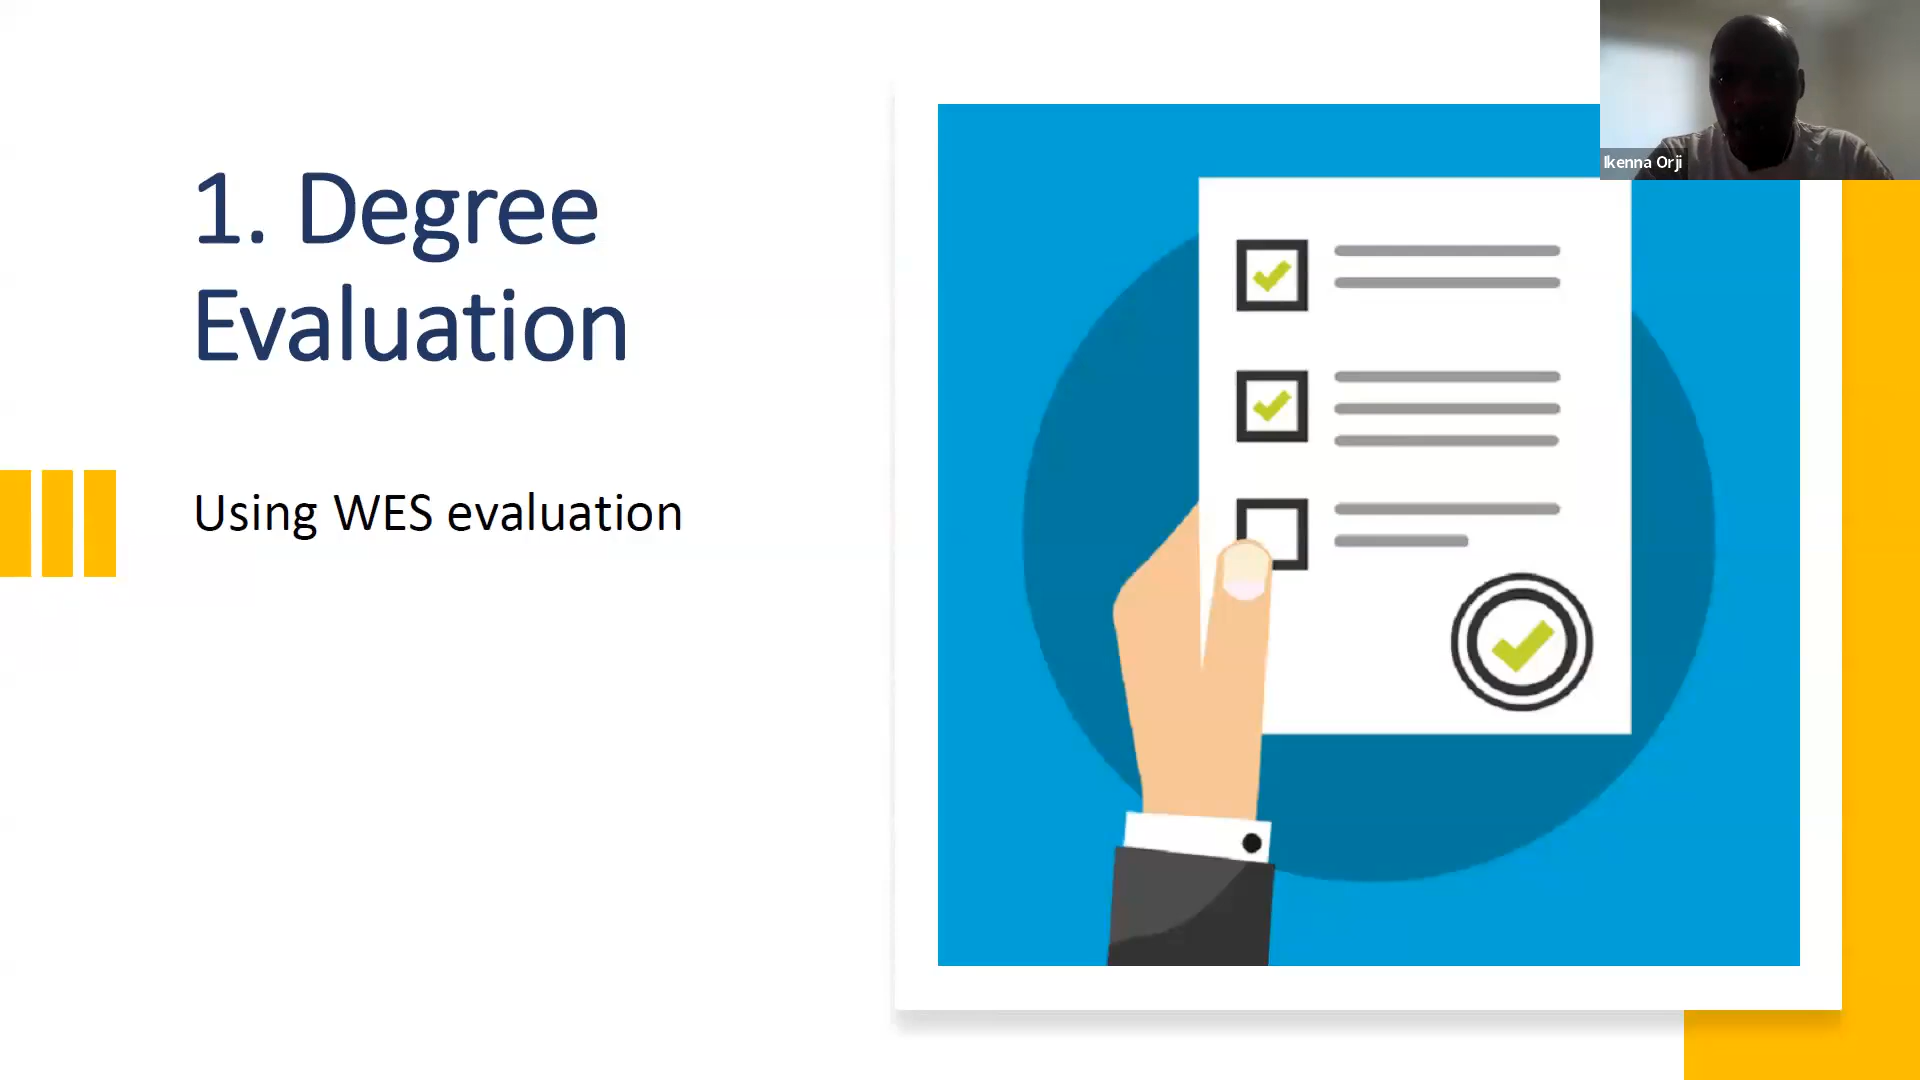 1. Degree
Evaluation
Using WES evaluation
Ikenna Orji